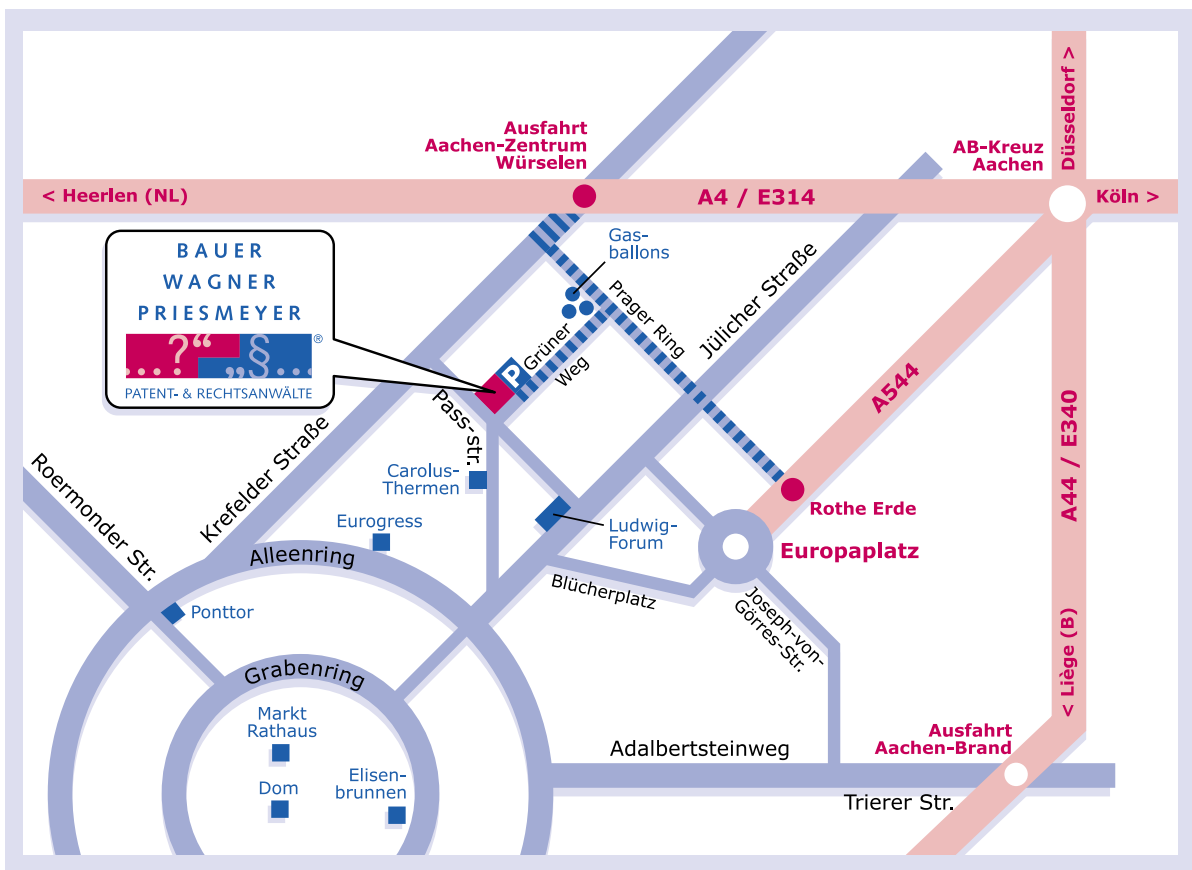 Ausfahrt
Aachen-Zentrum
Würselen
AB-Kreuz
Aachen
Düsseldorf >
< Heerlen (NL)
A4 / E314
Köln >
BAUER
WAGNER
PRIESMEYER
?“ §
.... „....
®
PATENT- & RECHTSANWÄLTE
Gas-
ballons
Prager Ring
Jülicher Straße
Grüner
Weg
P
A544
A44 / E340
Pass-
str.
Krefelder Straße
Roermonder Str.
Carolus-
Thermen
Eurogress
Ludwig-
Forum
Rothe Erde
Europaplatz
Alleenring
Blücherplatz
Joseph-von-
Görres-Str.
Ponttor
Grabenring
< Liège (B)
Markt
Rathaus
Dom
Elisen-
brunnen
Adalbertsteinweg
Ausfahrt
Aachen-Brand
Trierer Str.